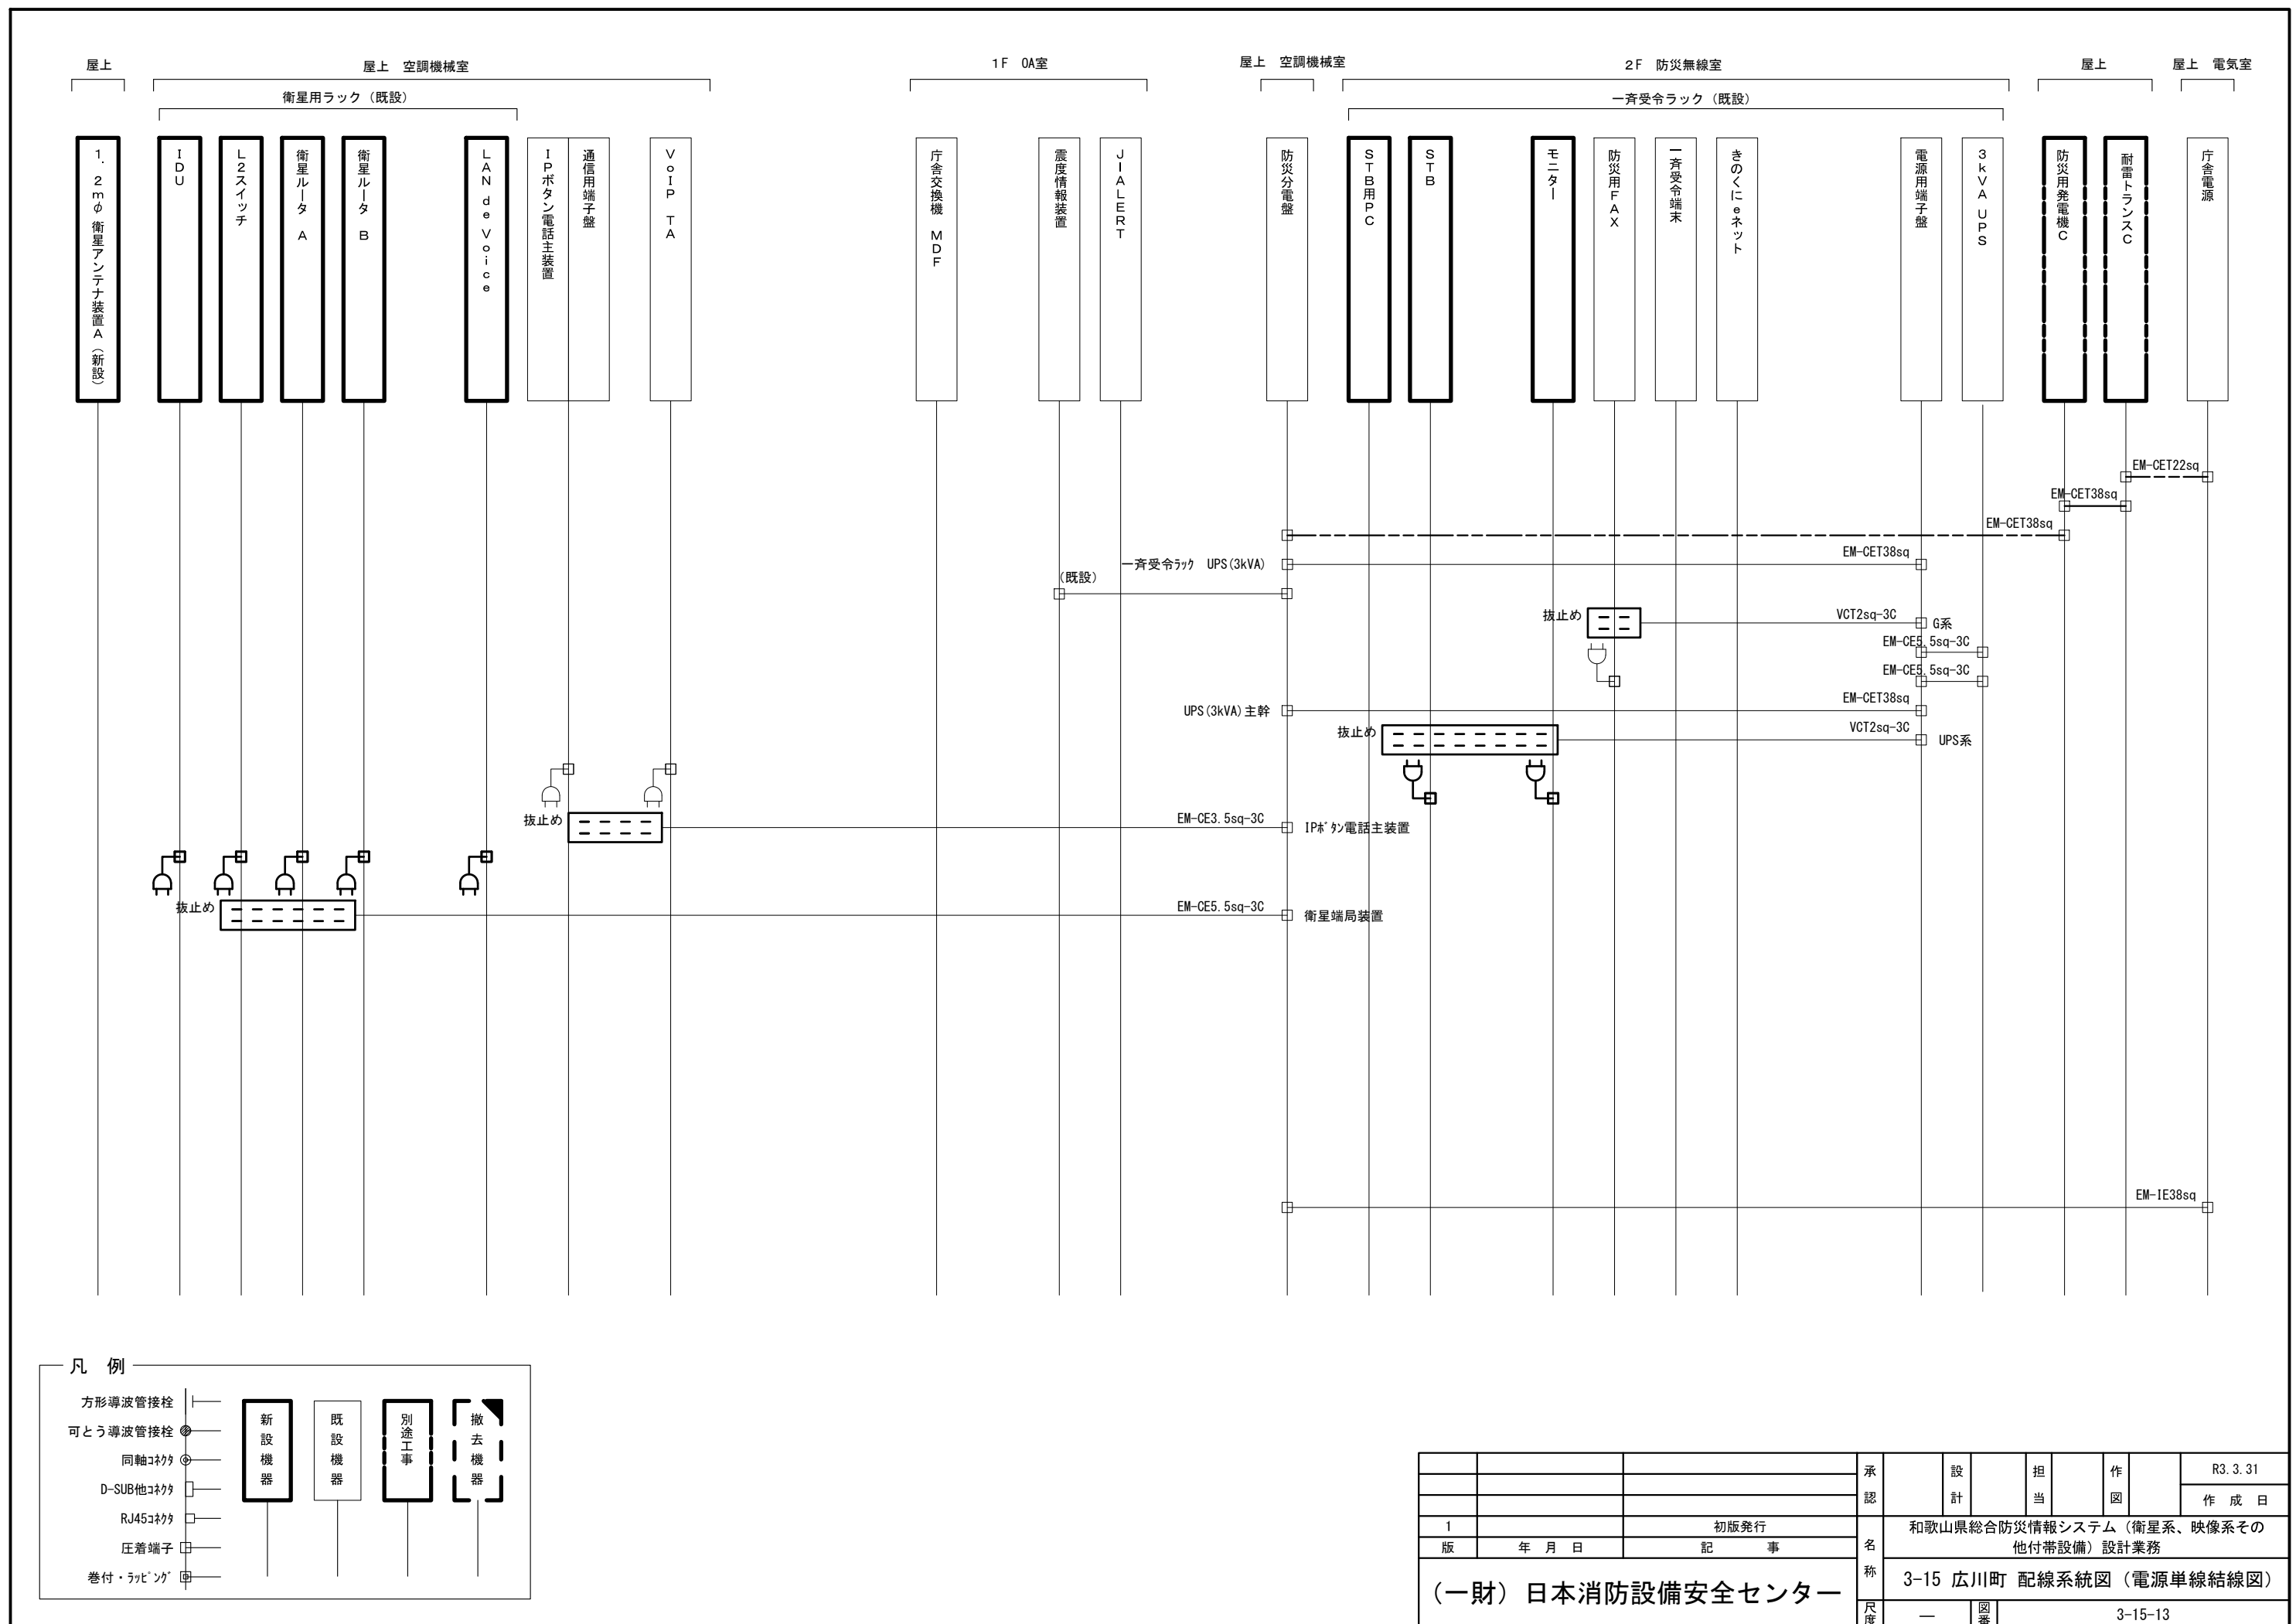 屋上
屋上　空調機械室
1F　OA室
屋上　空調機械室
2F　防災無線室
屋上
屋上　電気室
衛星用ラック（既設）
一斉受令ラック（既設）
1.2mφ 衛星アンテナ装置A（新設）
IDU
L2スイッチ
衛星ルータ　A
衛星ルータ　B
LAN de Voice
IPボタン電話主装置
通信用端子盤
VoIP TA
庁舎交換機　MDF
震度情報装置
JIALERT
防災分電盤
STB用PC
STB
モニター
防災用FAX
一斉受令端末
きのくにeネット
電源用端子盤
3kVA UPS
防災用発電機C
耐雷トランスC
庁舎電源
EM-CET22sq
EM-CET38sq
EM-CET38sq
一斉受令ﾗｯｸ　UPS(3kVA)
EM-CET38sq
(既設)
抜止め
VCT2sq-3C
G系
EM-CE5.5sq-3C
EM-CE5.5sq-3C
UPS(3kVA)主幹
EM-CET38sq
抜止め
VCT2sq-3C
UPS系
抜止め
EM-CE3.5sq-3C
IPﾎﾞﾀﾝ電話主装置
抜止め
EM-CE5.5sq-3C
衛星端局装置
EM-IE38sq
凡　例
方形導波管接栓
可とう導波管接栓
同軸ｺﾈｸﾀ
D-SUB他ｺﾈｸﾀ
RJ45ｺﾈｸﾀ
圧着端子
巻付・ﾗｯﾋﾟﾝｸﾞ
新設機器
既設機器
別途工事
撤去機器
承認
設計
担当
作図
R3.3.31
作　成　日
1
初版発行
版
年　月　日
記　　　事
名称
和歌山県総合防災情報システム（衛星系、映像系その
他付帯設備）設計業務
（一財）日本消防設備安全センター
3-15 広川町 配線系統図（電源単線結線図）
尺度
―
図番
3-15-13